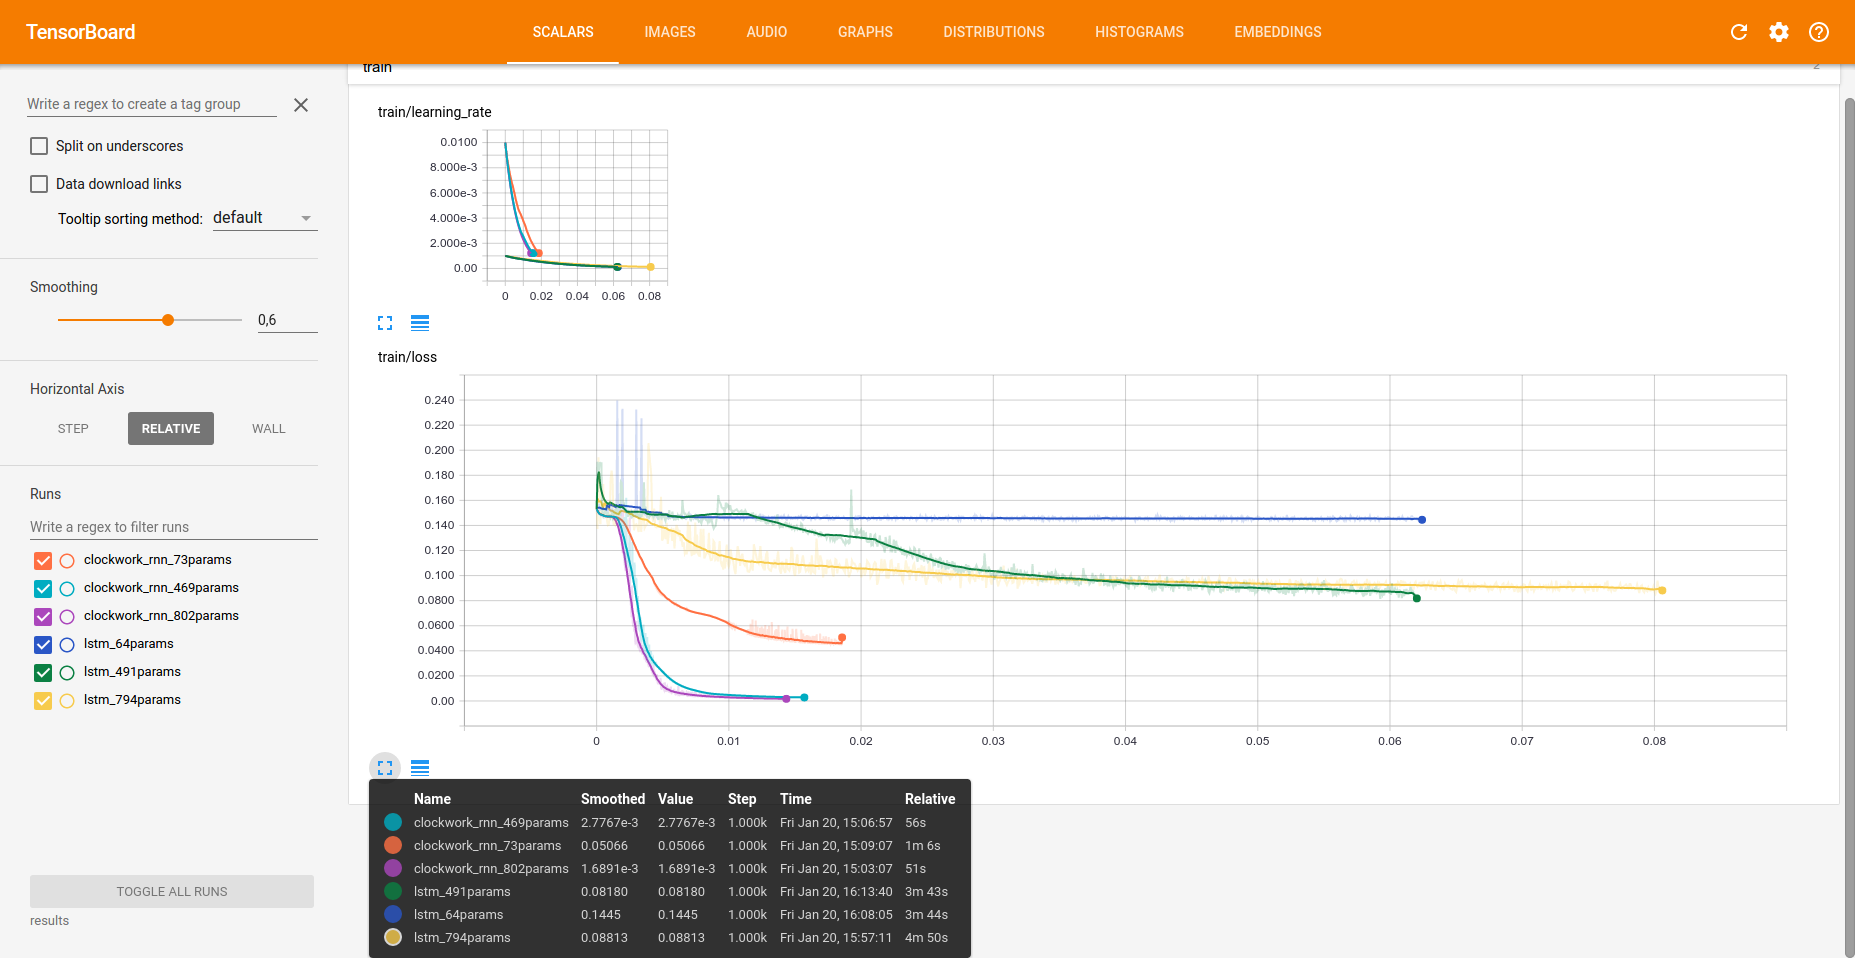 TensorBoard
SCALARS IMAGES AUDIO GRAPHS DISTRIBUTIONS HISTOGRAMS EMBEDDINGS
Write a regex to create a tag group
Split on underscores
Data download links
Tooltip sorting method: default
Smoothing
0,6
Horizontal Axis
STEP RELATIVE WALL
Runs
Write a regex to filter runs
clockwork_rnn_73params
clockwork_rnn_469params
clockwork_rnn_802params
lstm_64params
lstm_491params
lstm_794params
TOGGLE ALL RUNS
results
train 2
train/learning_rate
0.0100
8.000e-3
6.000e-3
4.000e-3
2.000e-3
0.00
0 0.02 0.04 0.06 0.08
train/loss
0.240
0.220
0.200
0.180
0.160
0.140
0.120
0.100
0.0800
0.0600
0.0400
0.0200
0.00
0 0.01 0.02 0.03 0.04 0.05 0.06 0.07 0.08
Name Smoothed Value Step Time Relative
clockwork_rnn_469params 2.7767e-3 2.7767e-3 1.000k Fri Jan 20, 15:06:57 56s
clockwork_rnn_73params 0.05066 0.05066 1.000k Fri Jan 20, 15:09:07 1m 6s
clockwork_rnn_802params 1.6891e-3 1.6891e-3 1.000k Fri Jan 20, 15:03:07 51s
lstm_491params 0.08180 0.08180 1.000k Fri Jan 20, 16:13:40 3m 43s
lstm_64params 0.1445 0.1445 1.000k Fri Jan 20, 16:08:05 3m 44s
lstm_794params 0.08813 0.08813 1.000k Fri Jan 20, 15:57:11 4m 50s